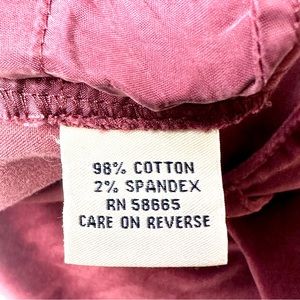 98% COTTON
2% SPANDEX
RN 58665
CARE ON REVERSE